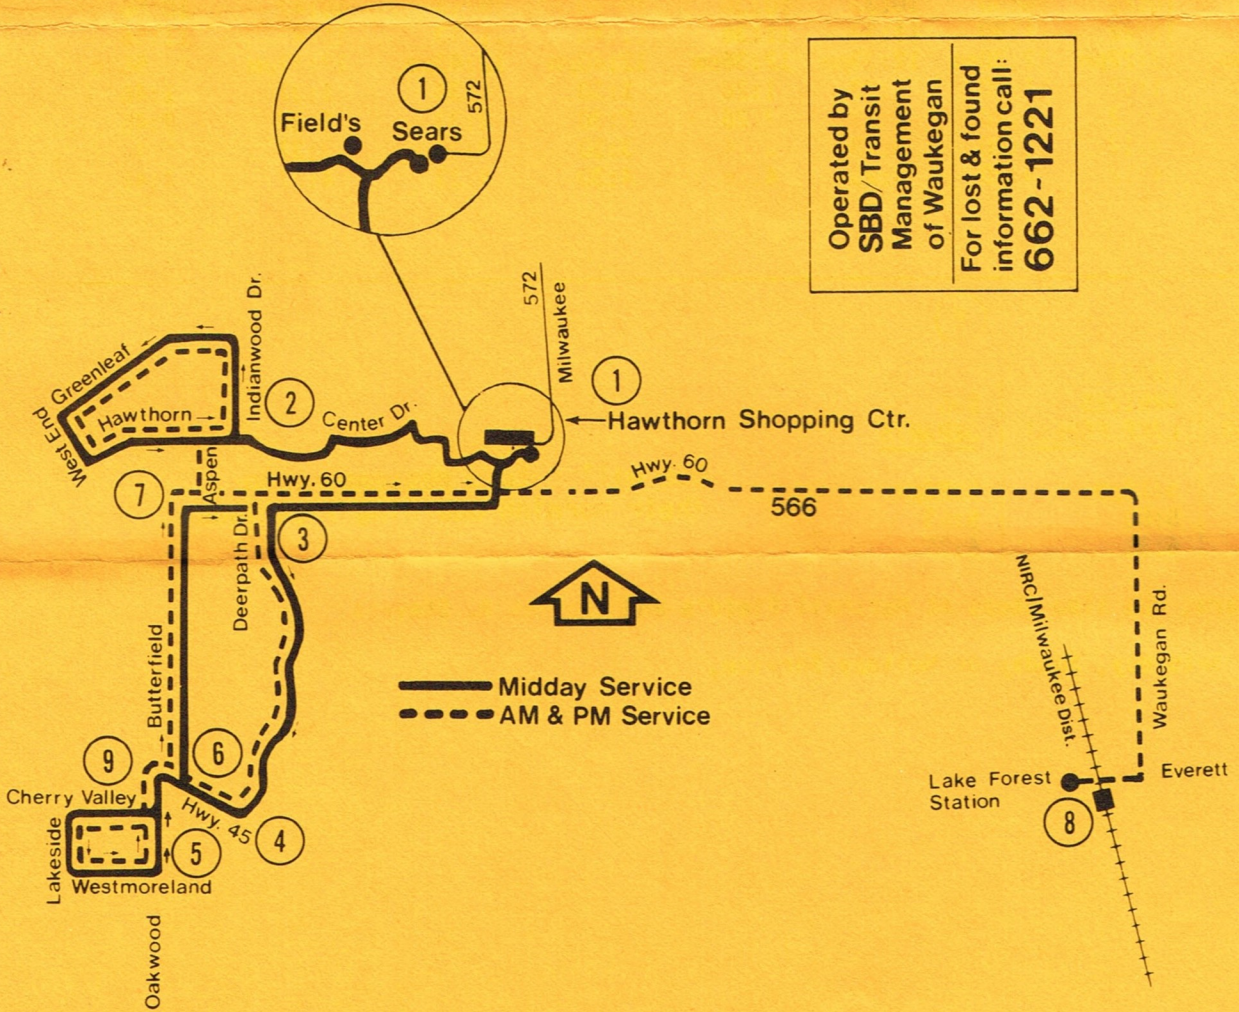 1
572
Field's
Sears
Operated by
SBD/Transit
Management
of Waukegan
For lost & found
information call:
662-1221
572
Milwaukee
1
Hawthorn Shopping Ctr.
Indianwood Dr.
Greenleaf
Hawthorn
West End
2
Center Dr.
Aspen
7
Hwy. 60
Hwy. 60
566
Deerpath Dr.
3
N
Midday Service
AM & PM Service
Butterfield
NIRC/Milwaukee Dist.
Waukegan Rd.
Everett
Lake Forest
Station
8
9
6
Cherry Valley
Hwy. 45
4
5
Lakeside
Westmoreland
Oakwood